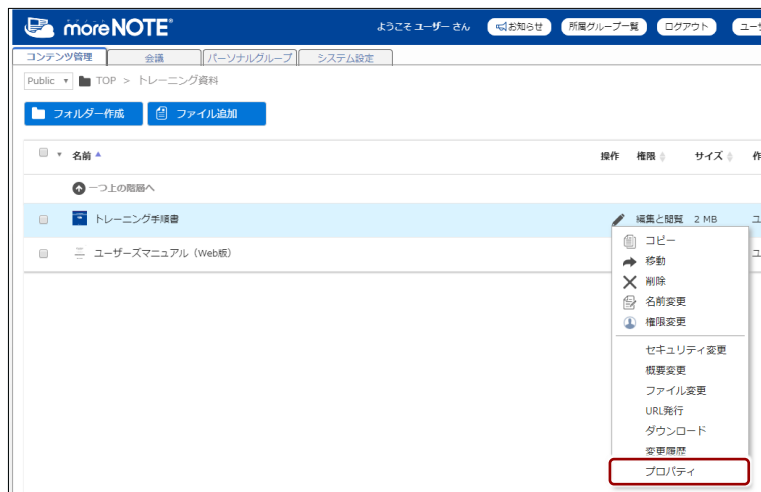 more NOTE®
ようこそ ユーザー さん お知らせ 所属グループ一覧 ログアウト
コンテンツ管理 会議 パーソナルグループ システム設定
Public TOP > トレーニング資料
フォルダー作成 ファイル追加
名前 操作 権限 サイズ
一つ上の階層へ
トレーニング手順書 編集と閲覧 2 MB
ユーザーズマニュアル（Web版）
コピー
移動
削除
名前変更
権限変更
セキュリティ変更
概要変更
ファイル変更
URL発行
ダウンロード
変更履歴
プロパティ